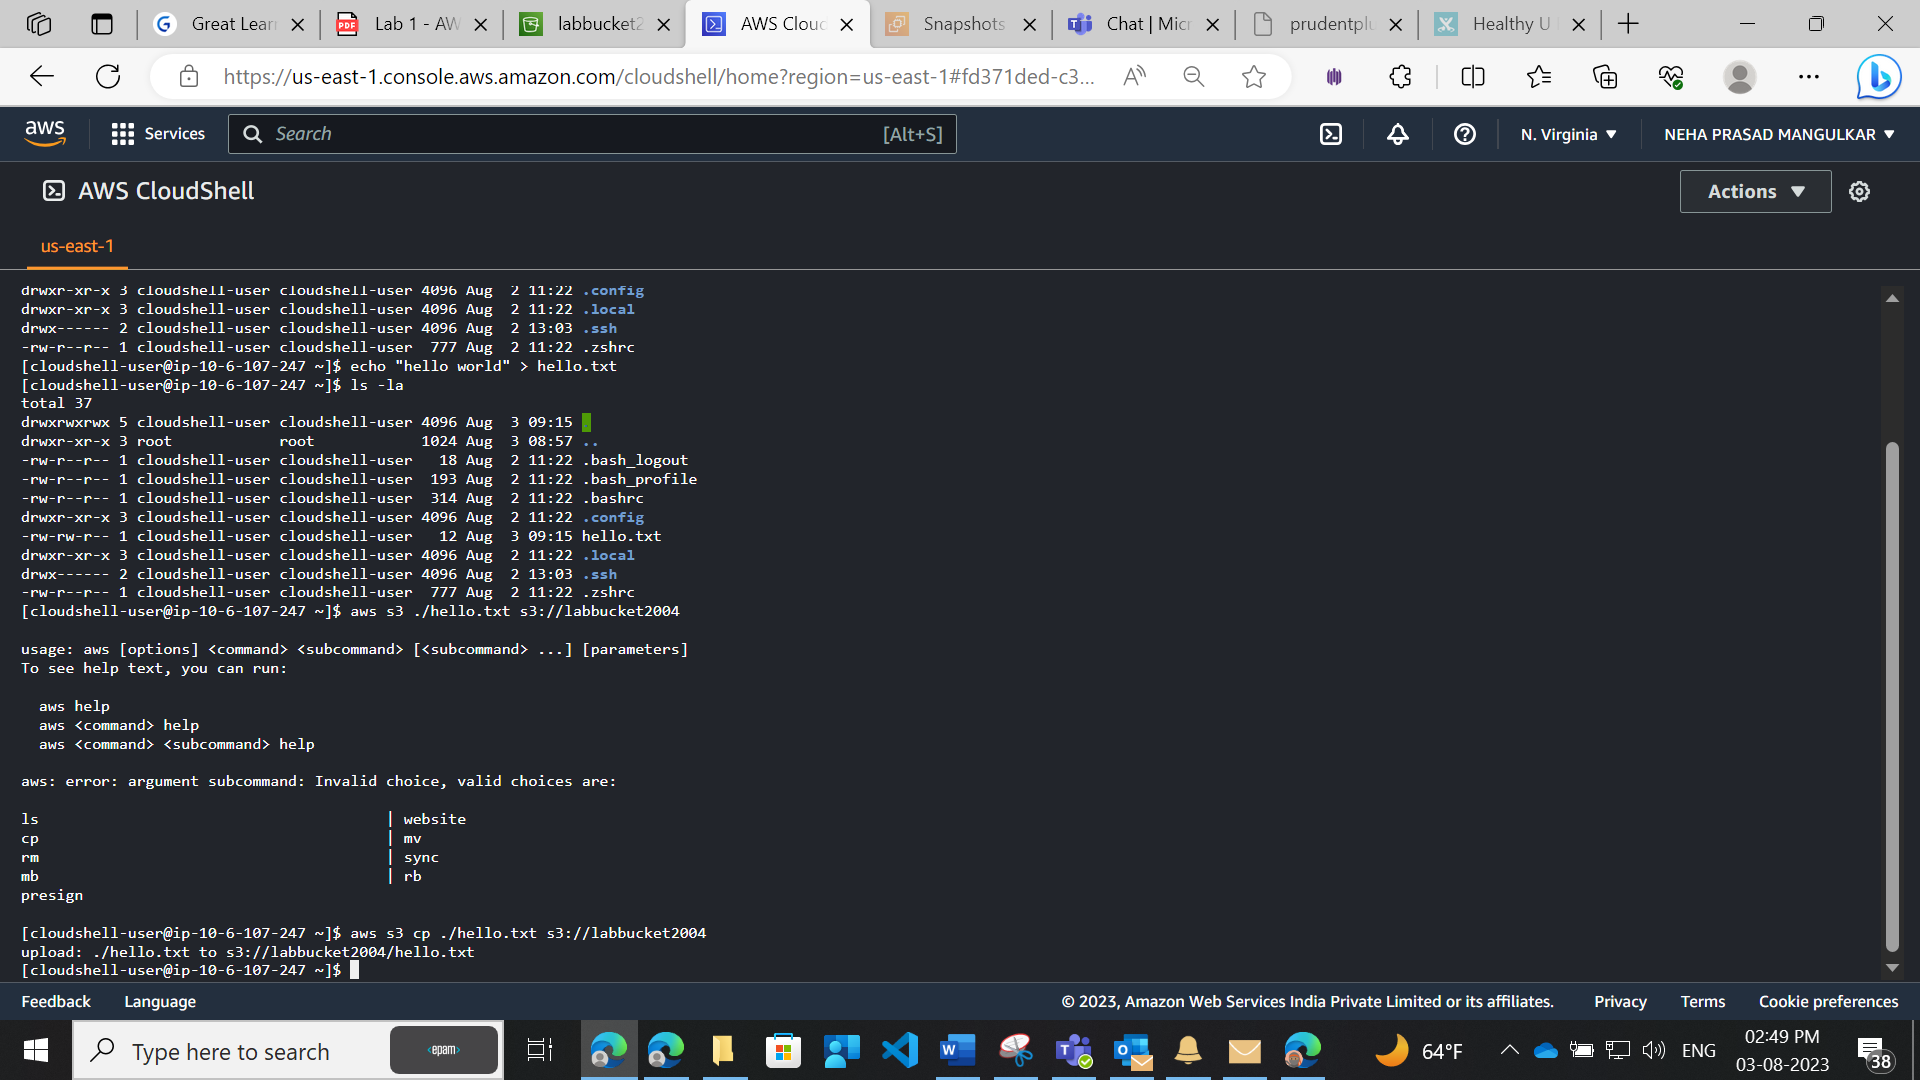 Great Lear
Lab 1 - AW
labbucket2
AWS Cloud
Snapshots
Chat | Micr
prudentplu
Healthy U
https://us-east-1.console.aws.amazon.com/cloudshell/home?region=us-east-1#fd371ded-c3...
aws
Services
Search
[Alt+S]
N. Virginia
NEHA PRASAD MANGULKAR
AWS CloudShell
Actions
us-east-1
drwxr-xr-x 3 cloudshell-user cloudshell-user 4096 Aug  2 11:22 .config
drwxr-xr-x 3 cloudshell-user cloudshell-user 4096 Aug  2 11:22 .local
drwx------ 2 cloudshell-user cloudshell-user 4096 Aug  2 13:03 .ssh
-rw-r--r-- 1 cloudshell-user cloudshell-user  777 Aug  2 11:22 .zshrc
[cloudshell-user@ip-10-6-107-247 ~]$ echo "hello world" > hello.txt
[cloudshell-user@ip-10-6-107-247 ~]$ ls -la
total 37
drwxrwxrwx 5 cloudshell-user cloudshell-user 4096 Aug  3 09:15 .
drwxr-xr-x 3 root            root            1024 Aug  3 08:57 ..
-rw-r--r-- 1 cloudshell-user cloudshell-user   18 Aug  2 11:22 .bash_logout
-rw-r--r-- 1 cloudshell-user cloudshell-user  193 Aug  2 11:22 .bash_profile
-rw-r--r-- 1 cloudshell-user cloudshell-user  314 Aug  2 11:22 .bashrc
drwxr-xr-x 3 cloudshell-user cloudshell-user 4096 Aug  2 11:22 .config
-rw-rw-r-- 1 cloudshell-user cloudshell-user   12 Aug  3 09:15 hello.txt
drwxr-xr-x 3 cloudshell-user cloudshell-user 4096 Aug  2 11:22 .local
drwx------ 2 cloudshell-user cloudshell-user 4096 Aug  2 13:03 .ssh
-rw-r--r-- 1 cloudshell-user cloudshell-user  777 Aug  2 11:22 .zshrc
[cloudshell-user@ip-10-6-107-247 ~]$ aws s3 ./hello.txt s3://labbucket2004
usage: aws [options] <command> <subcommand> [<subcommand> ...] [parameters]
To see help text, you can run:
aws help
aws <command> help
aws <command> <subcommand> help
aws: error: argument subcommand: Invalid choice, valid choices are:
ls | website
cp | mv
rm | sync
mb | rb
presign
[cloudshell-user@ip-10-6-107-247 ~]$ aws s3 cp ./hello.txt s3://labbucket2004
upload: ./hello.txt to s3://labbucket2004/hello.txt
[cloudshell-user@ip-10-6-107-247 ~]$
Feedback
Language
© 2023, Amazon Web Services India Private Limited or its affiliates.
Privacy
Terms
Cookie preferences
Type here to search
<epam>
64°F
ENG
02:49 PM
03-08-2023
38